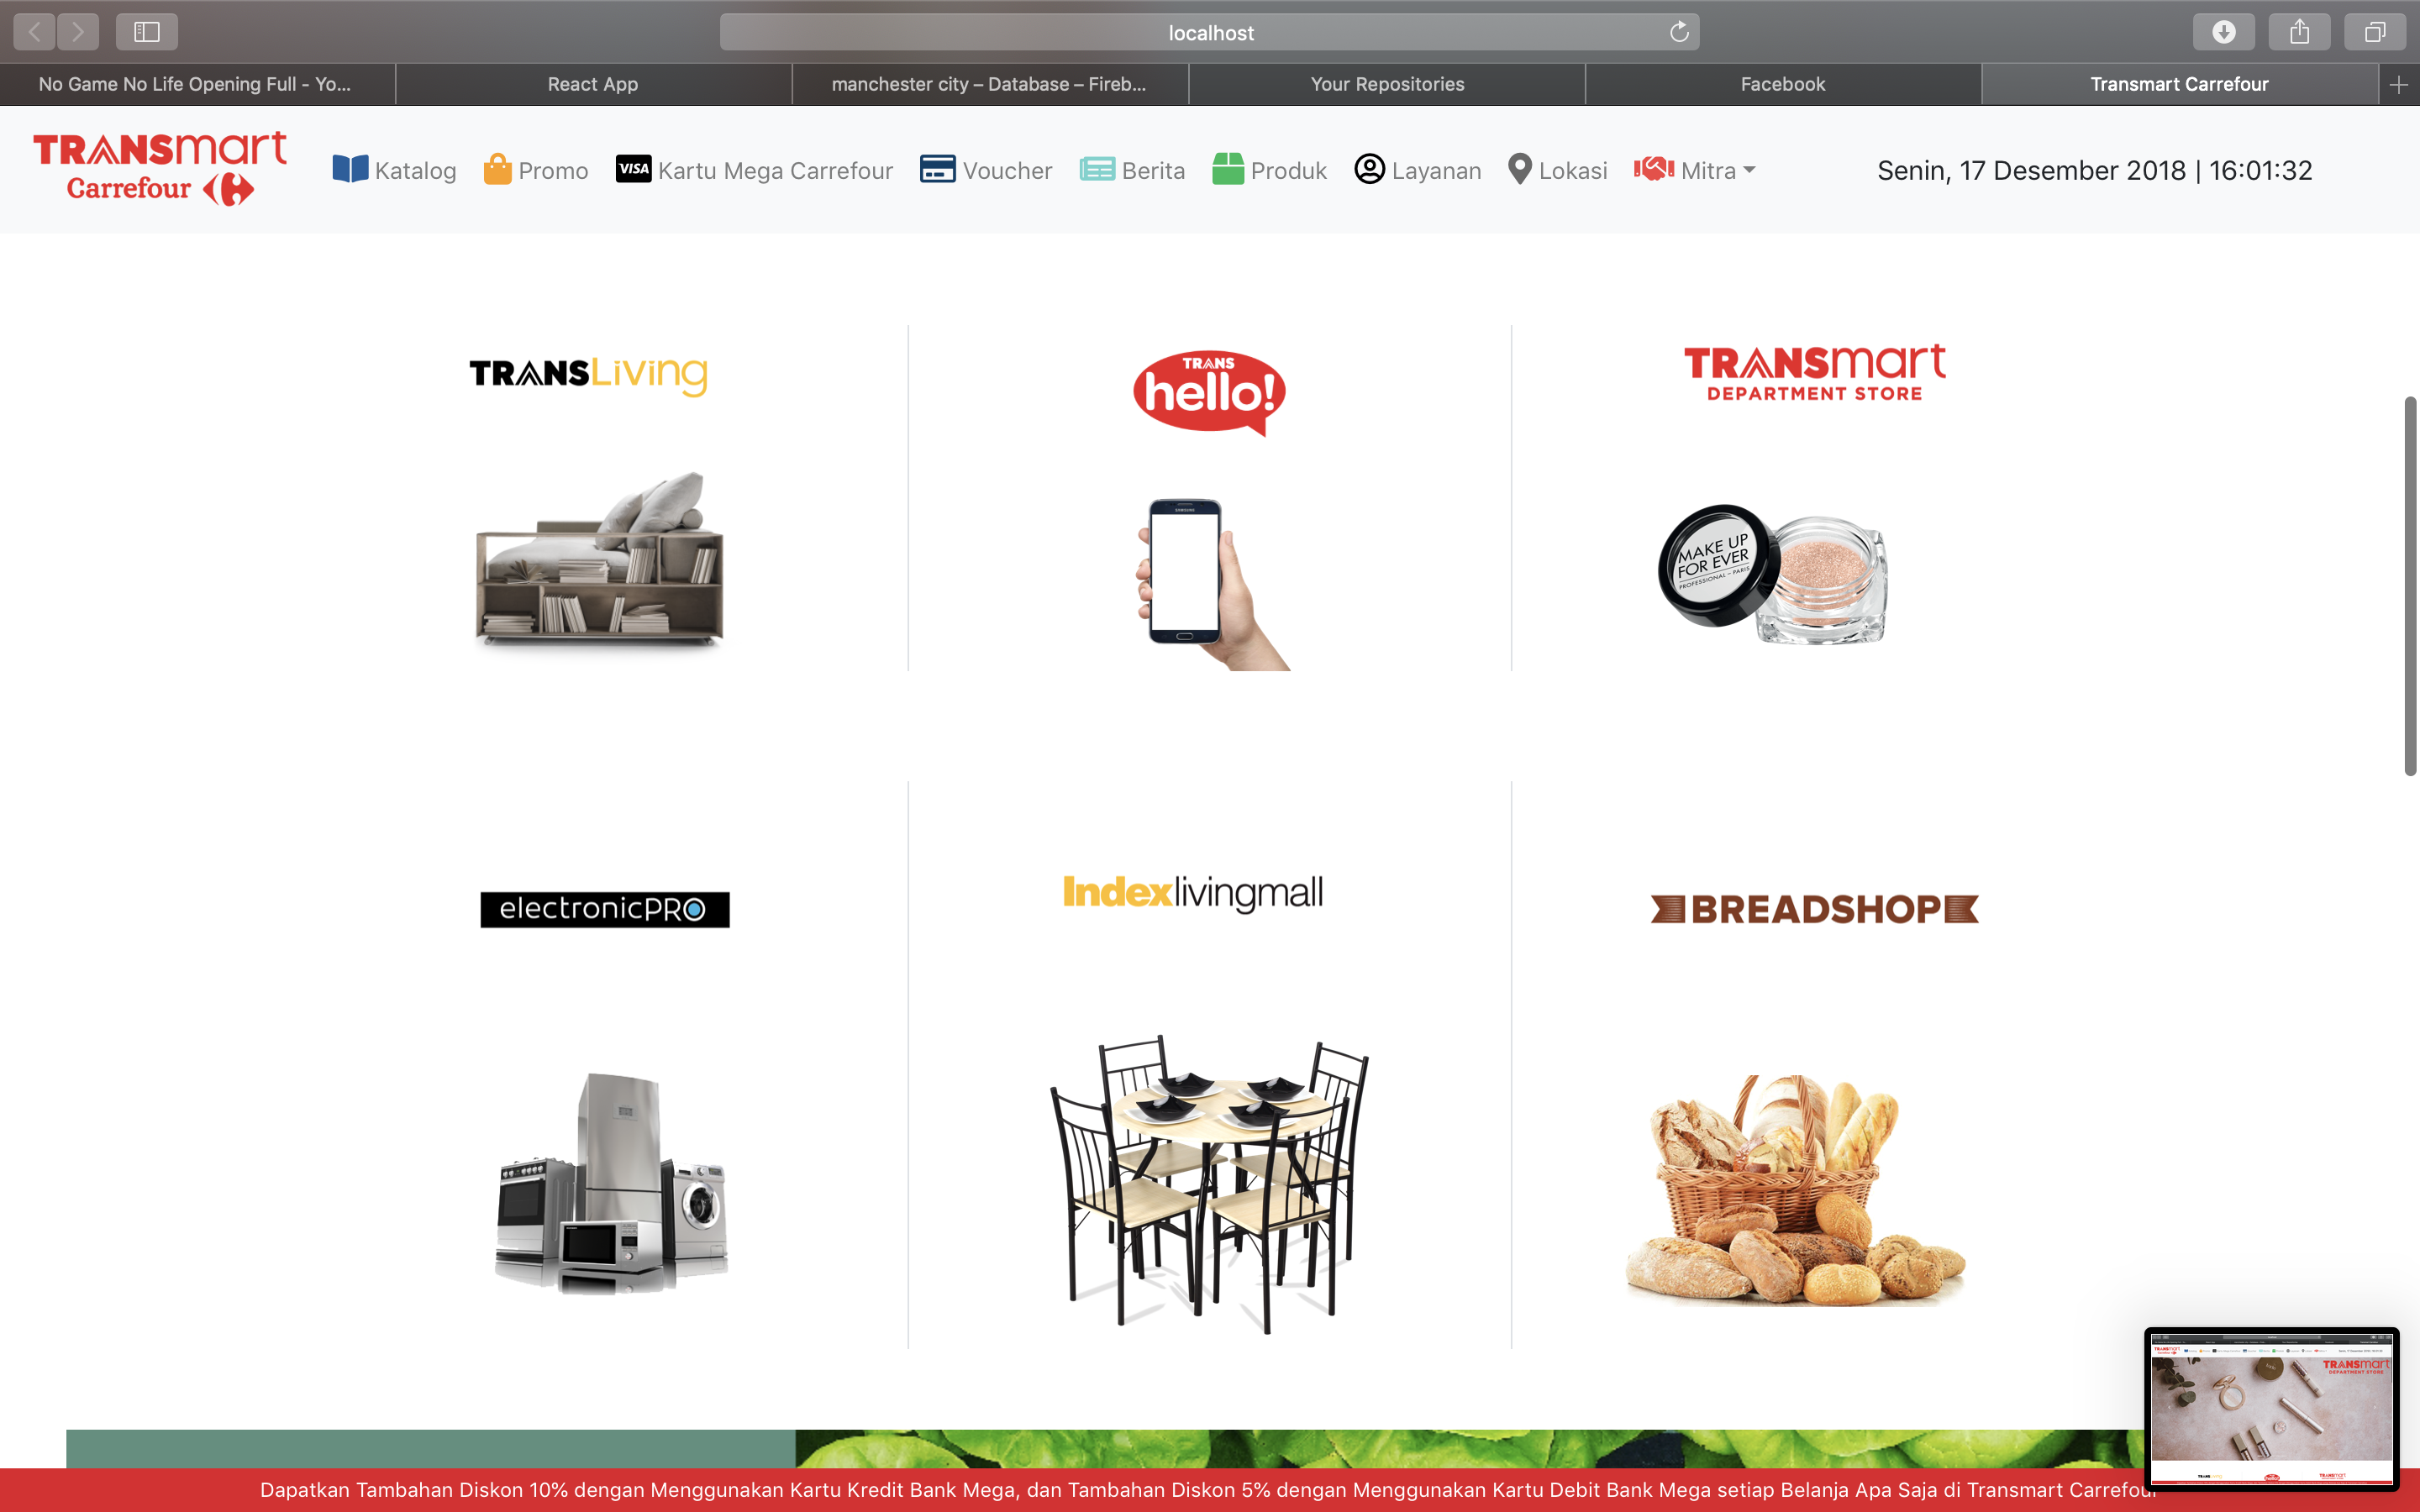 localhost
No Game No Life Opening Full - Yo...
React App
manchester city – Database – Fireb...
Your Repositories
Facebook
Transmart Carrefour
TRANSmart
Carrefour
Katalog
Promo
VISA
Kartu Mega Carrefour
Voucher
Berita
Produk
Layanan
Lokasi
Mitra
Senin, 17 Desember 2018 | 16:01:32
TRANSLiving
TRANS
hello!
TRANSmart
DEPARTMENT STORE
SAMSUNG
MAKE UP
FOR EVER
PROFESSIONAL – PARIS
electronicPRO
Indexlivingmall
BREADSHOP
TRANSmart
DEPARTMENT STORE
Dapatkan Tambahan Diskon 10% dengan Menggunakan Kartu Kredit Bank Mega, dan Tambahan Diskon 5% dengan Menggunakan Kartu Debit Bank Mega setiap Belanja Apa Saja di Transmart Carrefour